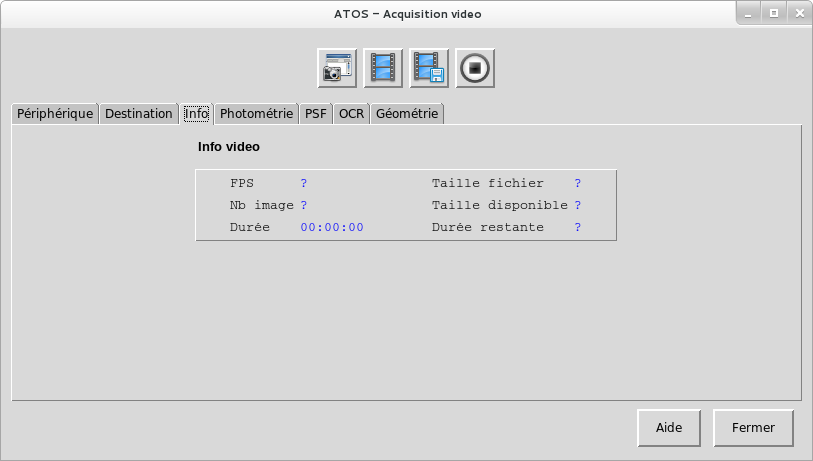 ATOS - Acquisition video
Périphérique Destination Info Photométrie PSF OCR Géométrie
Info video
FPS ? Taille fichier ?
Nb image ? Taille disponible ?
Durée 00:00:00 Durée restante ?
Aide Fermer